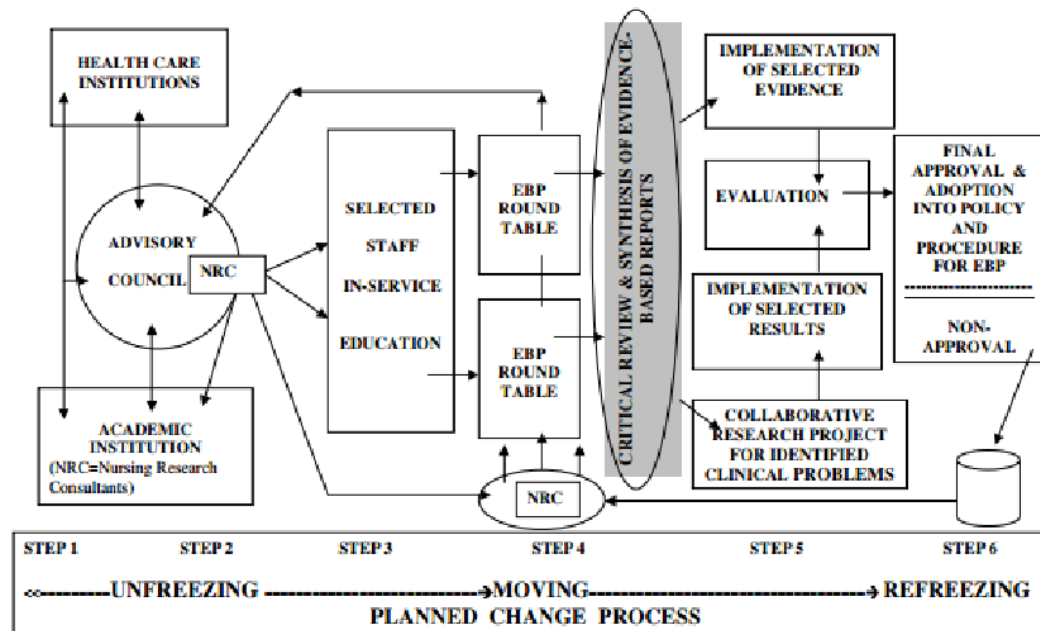 HEALTH CARE
INSTITUTIONS
ADVISORY
COUNCIL
NRC
ACADEMIC
INSTITUTION
(NRC=Nursing Research
Consultants)
SELECTED
STAFF
IN-SERVICE
EDUCATION
EBP
ROUND
TABLE
EBP
ROUND
TABLE
NRC
CRITICAL REVIEW & SYNTHESIS OF EVIDENCE-
BASED REPORTS
IMPLEMENTATION
OF SELECTED
EVIDENCE
EVALUATION
IMPLEMENTATION
OF SELECTED
RESULTS
COLLABORATIVE
RESEARCH PROJECT
FOR IDENTIFIED
CLINICAL PROBLEMS
FINAL
APPROVAL &
ADOPTION
INTO POLICY
AND
PROCEDURE
FOR EBP
NON-
APPROVAL
STEP 1 STEP 2 STEP 3 STEP 4 STEP 5 STEP 6
UNFREEZING MOVING REFREEZING
PLANNED CHANGE PROCESS